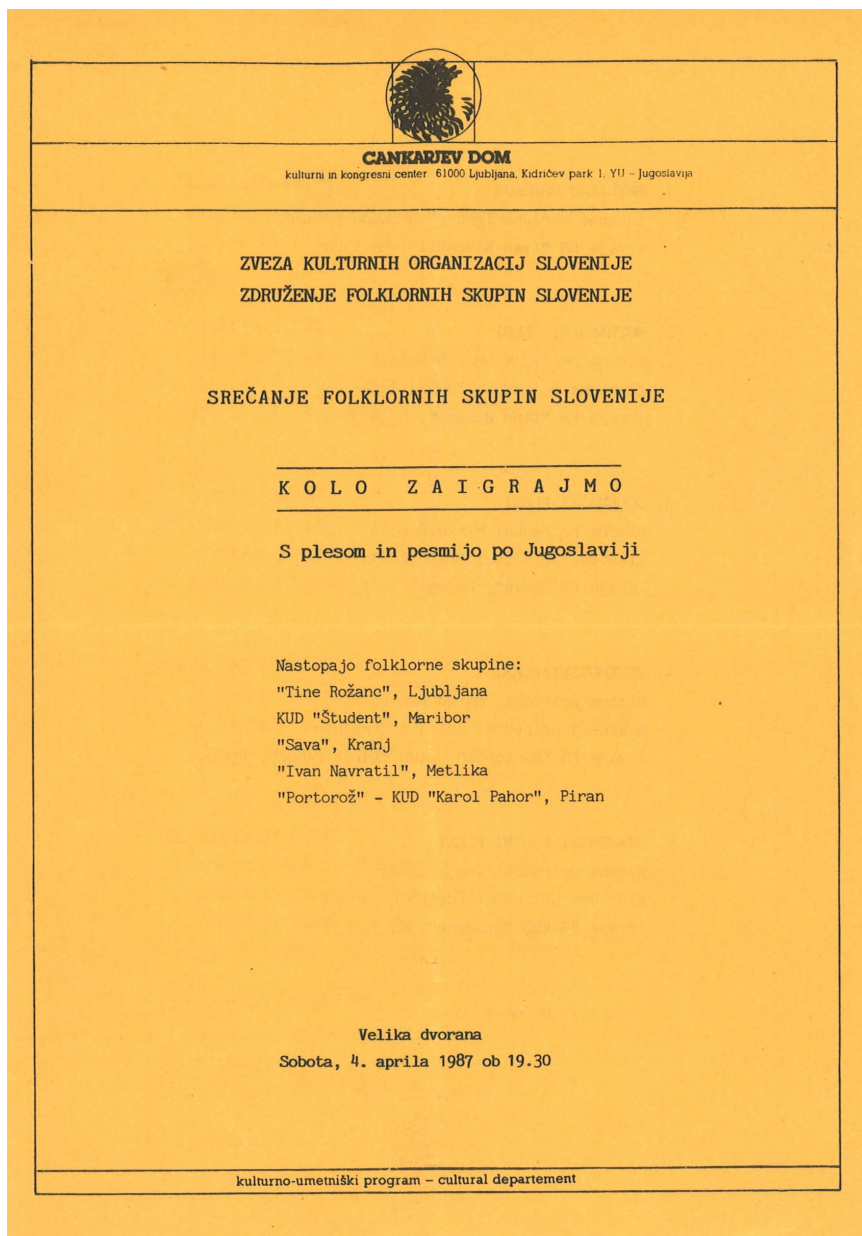 CANKARJEV DOM
kulturni in kongresni center 61000 Ljubljana, Kidričev park 1, YU – Jugoslavija
ZVEZA KULTURNIH ORGANIZACIJ SLOVENIJE
ZDRUŽENJE FOLKLORNIH SKUPIN SLOVENIJE
SREČANJE FOLKLORNIH SKUPIN SLOVENIJE
KOLO ZAIGRAJMO
S plesom in pesmijo po Jugoslaviji
Nastopajo folklorne skupine:
"Tine Rožanc", Ljubljana
KUD "Študent", Maribor
"Sava", Kranj
"Ivan Navratil", Metlika
"Portorož" - KUD "Karol Pahor", Piran
Velika dvorana
Sobota, 4. aprila 1987 ob 19.30
kulturno-umetniški program – cultural departement